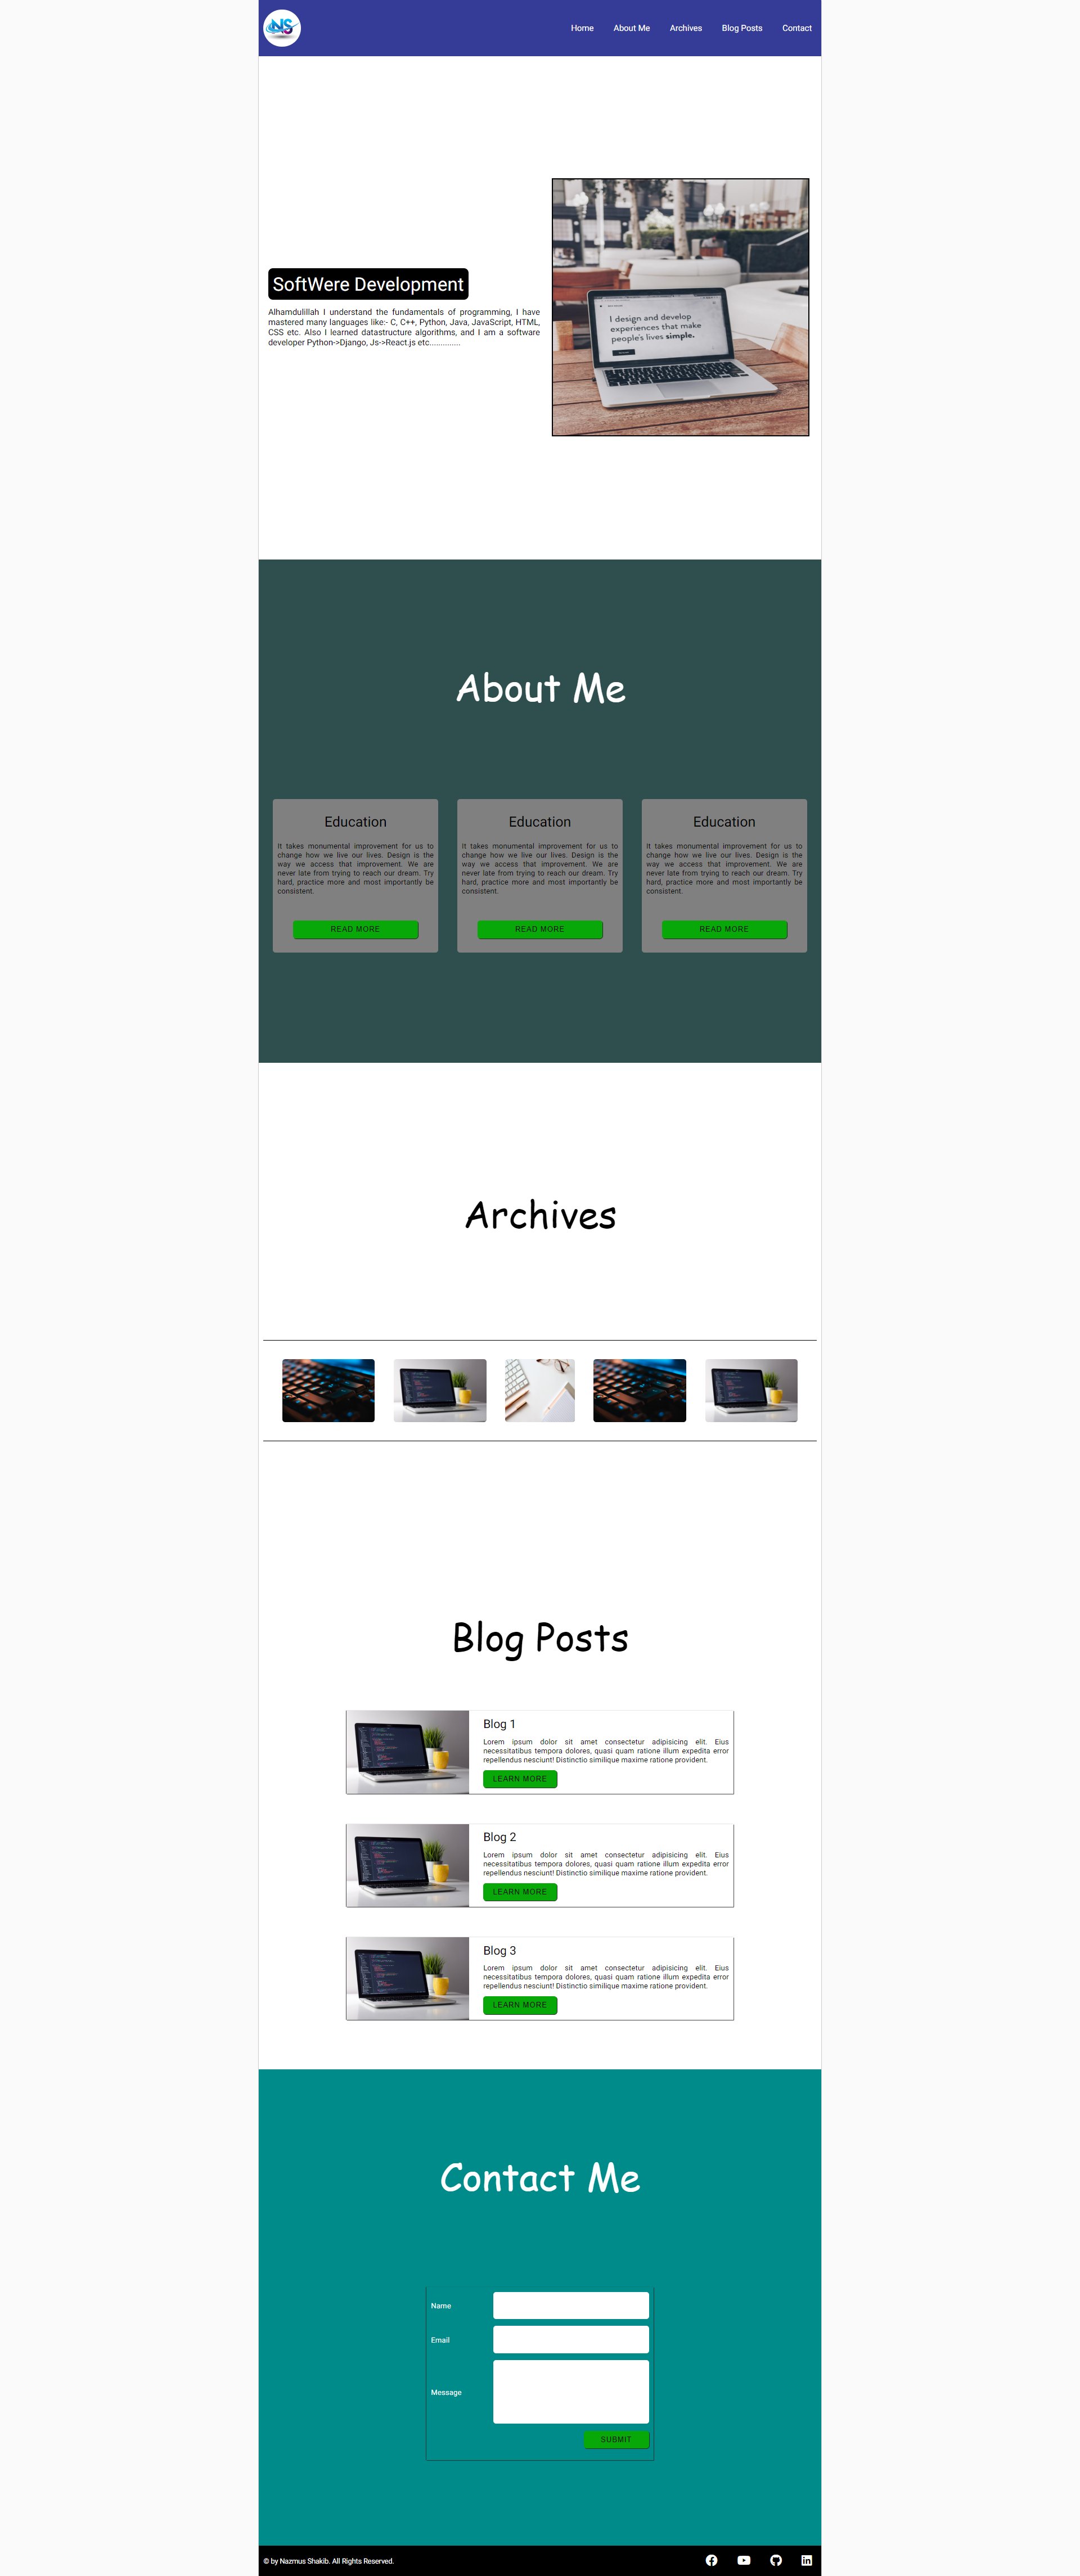 NS
Home About Me Archives Blog Posts Contact
I design and develop
experiences that make
people's lives simple.
SoftWere Development
Alhamdulillah I understand the fundamentals of programming, I have
mastered many languages like:- C, C++, Python, Java, JavaScript, HTML,
CSS etc. Also I learned datastructure algorithms, and I am a software
developer Python->Django, Js->React.js etc..............
About Me
Education
It takes monumental improvement for us to
change how we live our lives. Design is the
way we access that improvement. We are
never late from trying to reach our dream. Try
hard, practice more and most importantly be
consistent.
READ MORE
Education
It takes monumental improvement for us to
change how we live our lives. Design is the
way we access that improvement. We are
never late from trying to reach our dream. Try
hard, practice more and most importantly be
consistent.
READ MORE
Education
It takes monumental improvement for us to
change how we live our lives. Design is the
way we access that improvement. We are
never late from trying to reach our dream. Try
hard, practice more and most importantly be
consistent.
READ MORE
Archives
Blog Posts
Blog 1
Lorem ipsum dolor sit amet consectetur adipisicing elit. Eius
necessitatibus tempora dolores, quasi quam ratione illum expedita error
repellendus nesciunt! Distinctio similique maxime ratione provident.
LEARN MORE
Blog 2
Lorem ipsum dolor sit amet consectetur adipisicing elit. Eius
necessitatibus tempora dolores, quasi quam ratione illum expedita error
repellendus nesciunt! Distinctio similique maxime ratione provident.
LEARN MORE
Blog 3
Lorem ipsum dolor sit amet consectetur adipisicing elit. Eius
necessitatibus tempora dolores, quasi quam ratione illum expedita error
repellendus nesciunt! Distinctio similique maxime ratione provident.
LEARN MORE
Contact Me
Name
Email
Message
SUBMIT
© by Nazmus Shakib. All Rights Reserved.